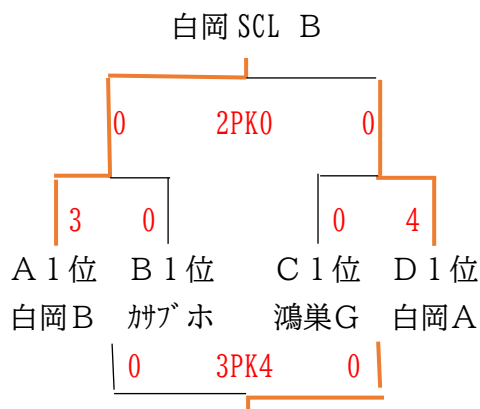 白岡 SCL B
0 2PK0 0
3 0 0 4
A1位 B1位 C1位 D1位
白岡B ｶｻﾌﾞホ 鴻巣G 白岡A
0 3PK4 0